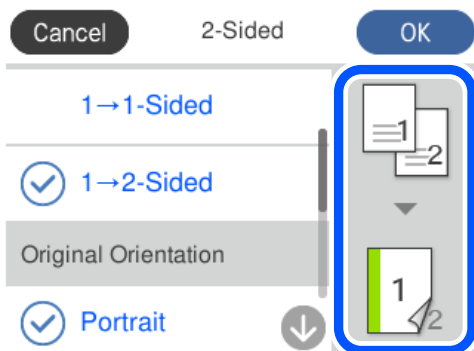 Cancel 2-Sided OK
1→1-Sided
1→2-Sided
Original Orientation
Portrait
1
2
1
2